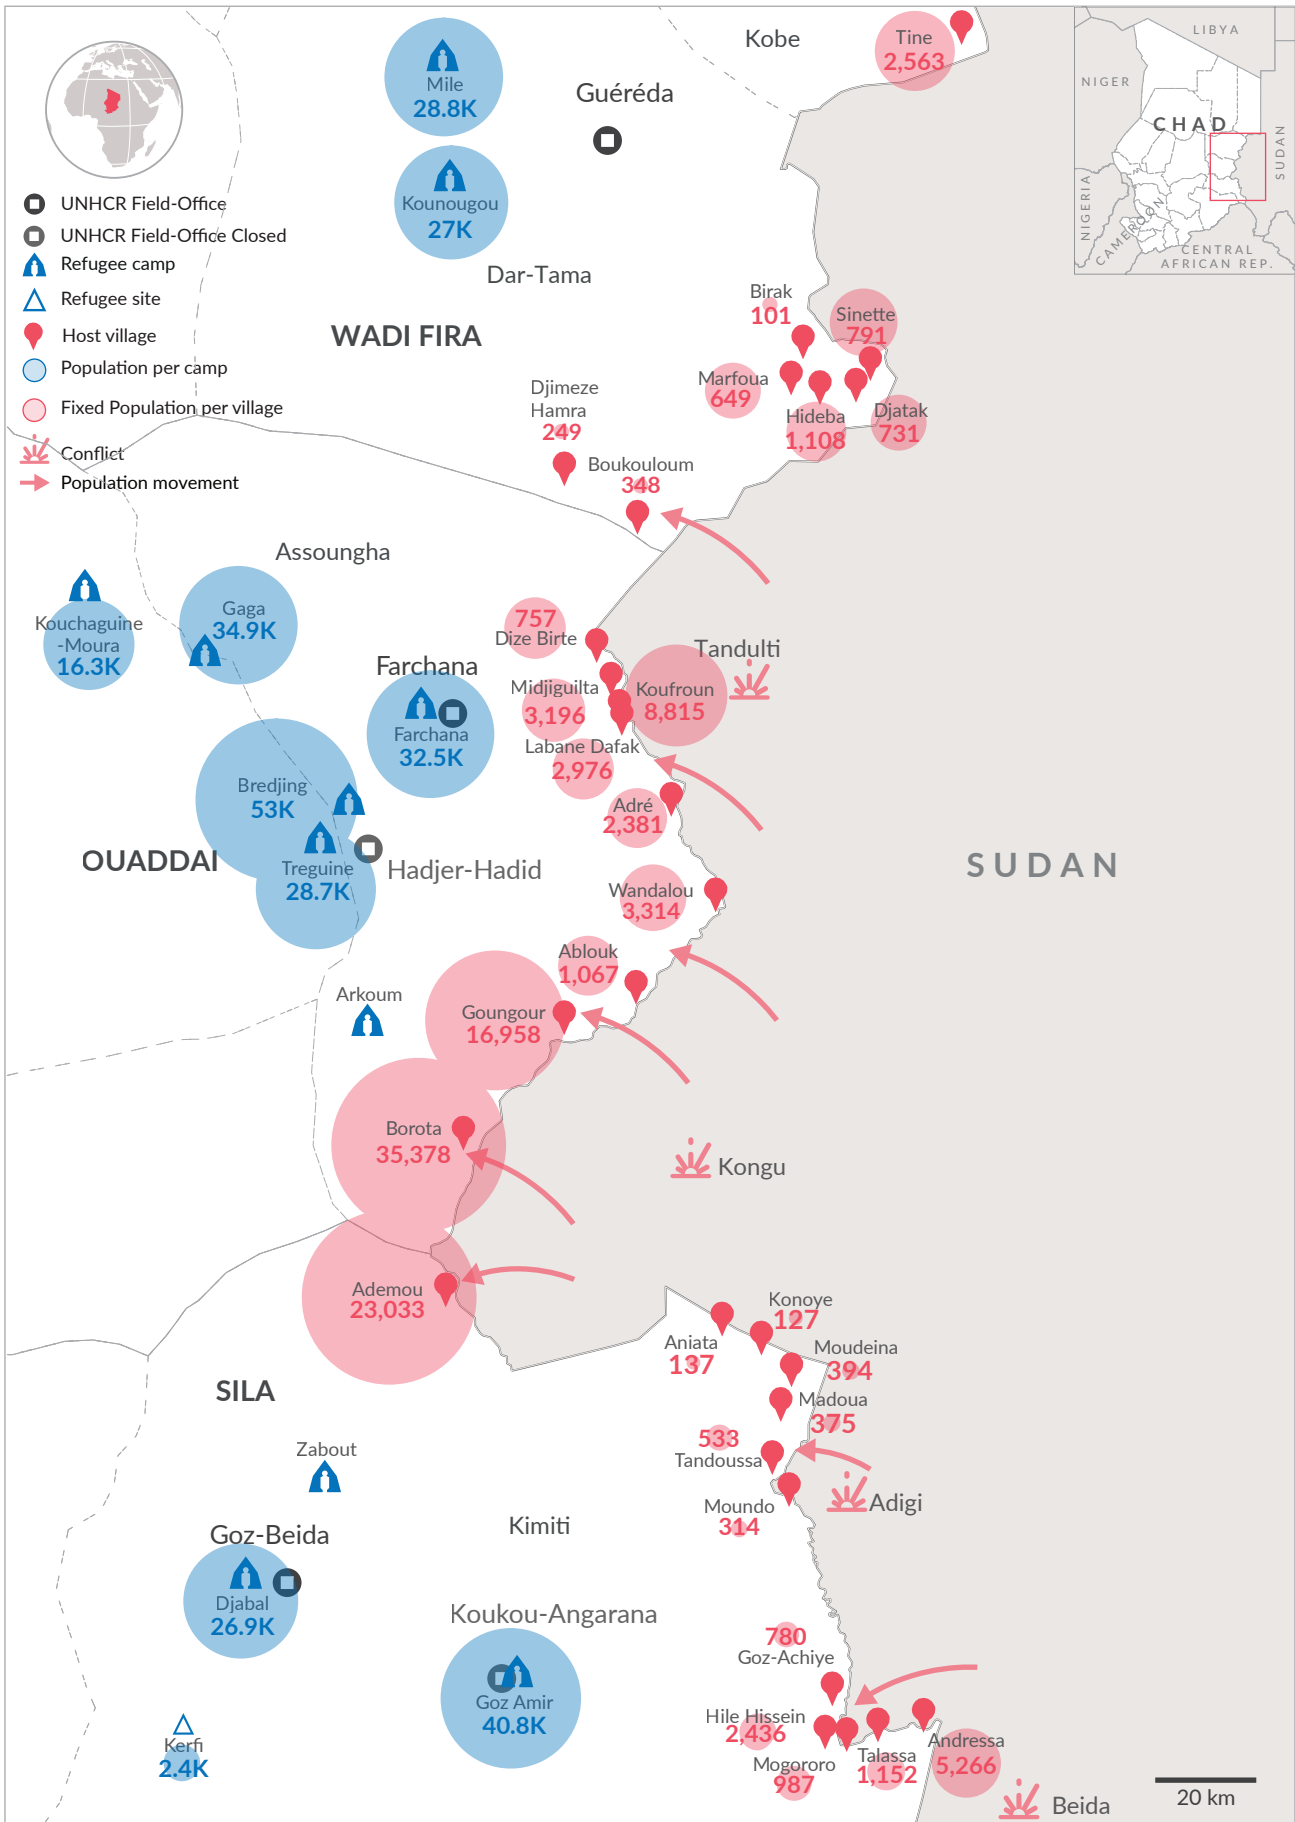 Kobe
Tine
2,563
LIBYA
NIGER
CHAD
SUDAN
NIGERIA
CAMEROON
CENTRAL
AFRICAN REP.
Mile
28.8K
Guéréda
Kounougou
27K
UNHCR Field-Office
UNHCR Field-Office Closed
Refugee camp
Refugee site
Host village
Population per camp
Fixed Population per village
Conflict
Population movement
Dar-Tama
WADI FIRA
Birak
101
Sinette
791
Marfoua
649
Hideba
1,108
Djatak
731
Djimeze
Hamra
249
Boukouloum
348
Assoungha
Kouchaguine
-Moura
16.3K
Gaga
34.9K
757
Dize Birte
Tandulti
Farchana
Farchana
32.5K
Midjiguilta
3,196
Koufroun
8,815
Labane Dafak
2,976
Bredjing
53K
Adré
2,381
OUADDAI
Treguine
28.7K
Hadjer-Hadid
SUDAN
Wandalou
3,314
Ablouk
1,067
Arkoum
Goungour
16,958
Borota
35,378
Kongu
Ademou
23,033
Konoye
127
Aniata
137
Moudeina
394
SILA
Madoua
375
533
Tandoussa
Zabout
Moundo
314
Adigi
Kimiti
Goz-Beida
Djabal
26.9K
Koukou-Angarana
780
Goz-Achiye
Goz Amir
40.8K
Hile Hissein
2,436
Kerfi
2.4K
Mogororo
987
Talassa
1,152
Andressa
5,266
Beida
20 km